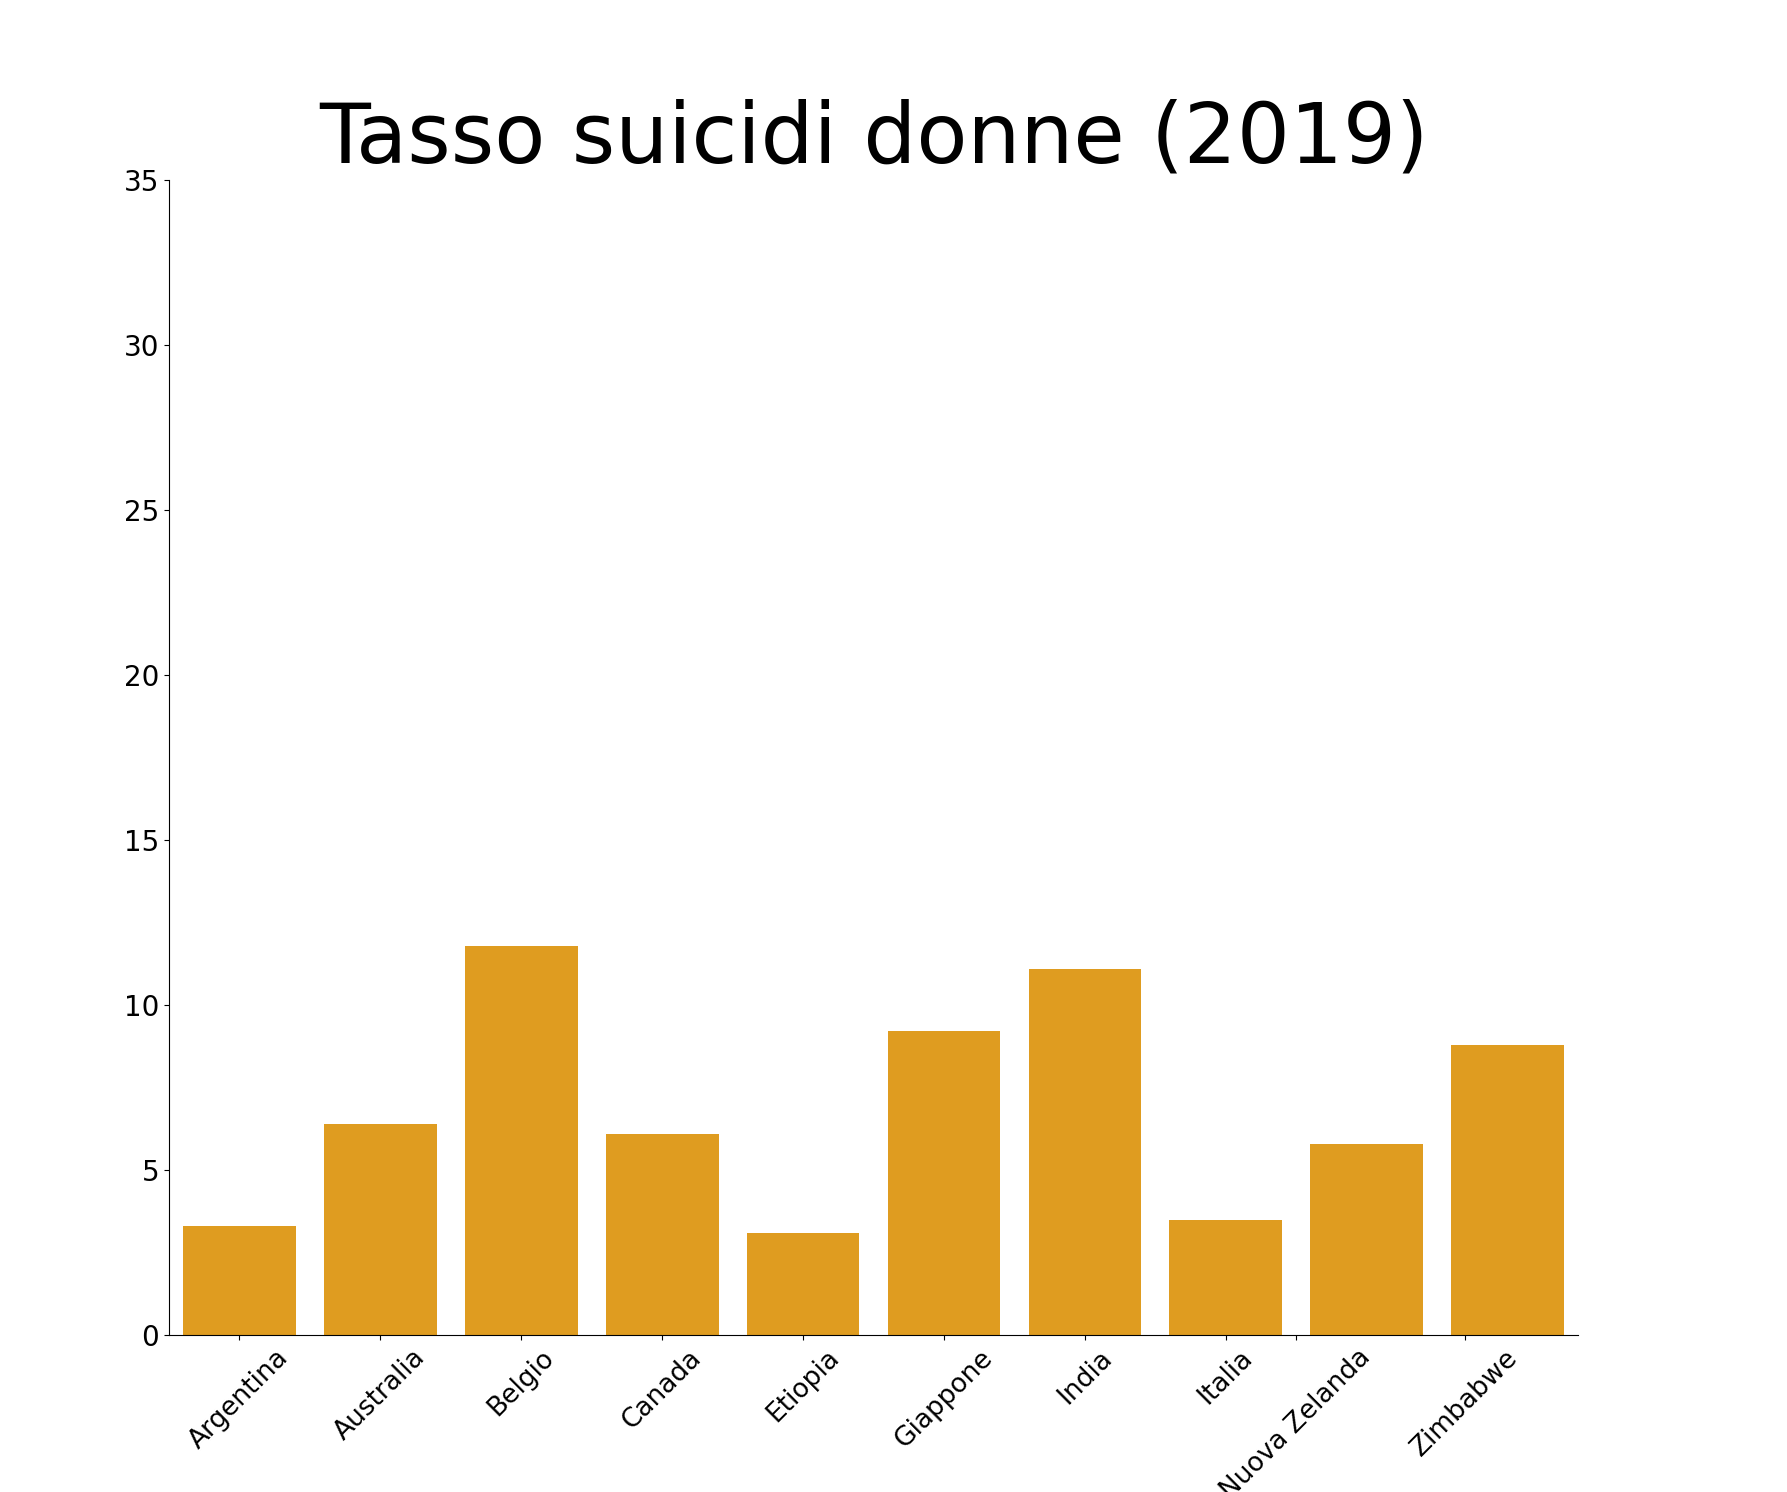 Tasso suicidi donne (2019)
35
30
25
20
15
10
5
0
Argentina
Australia
Belgio
Canada
Etiopia
Giappone
India
Italia
Nuova Zelanda
Zimbabwe